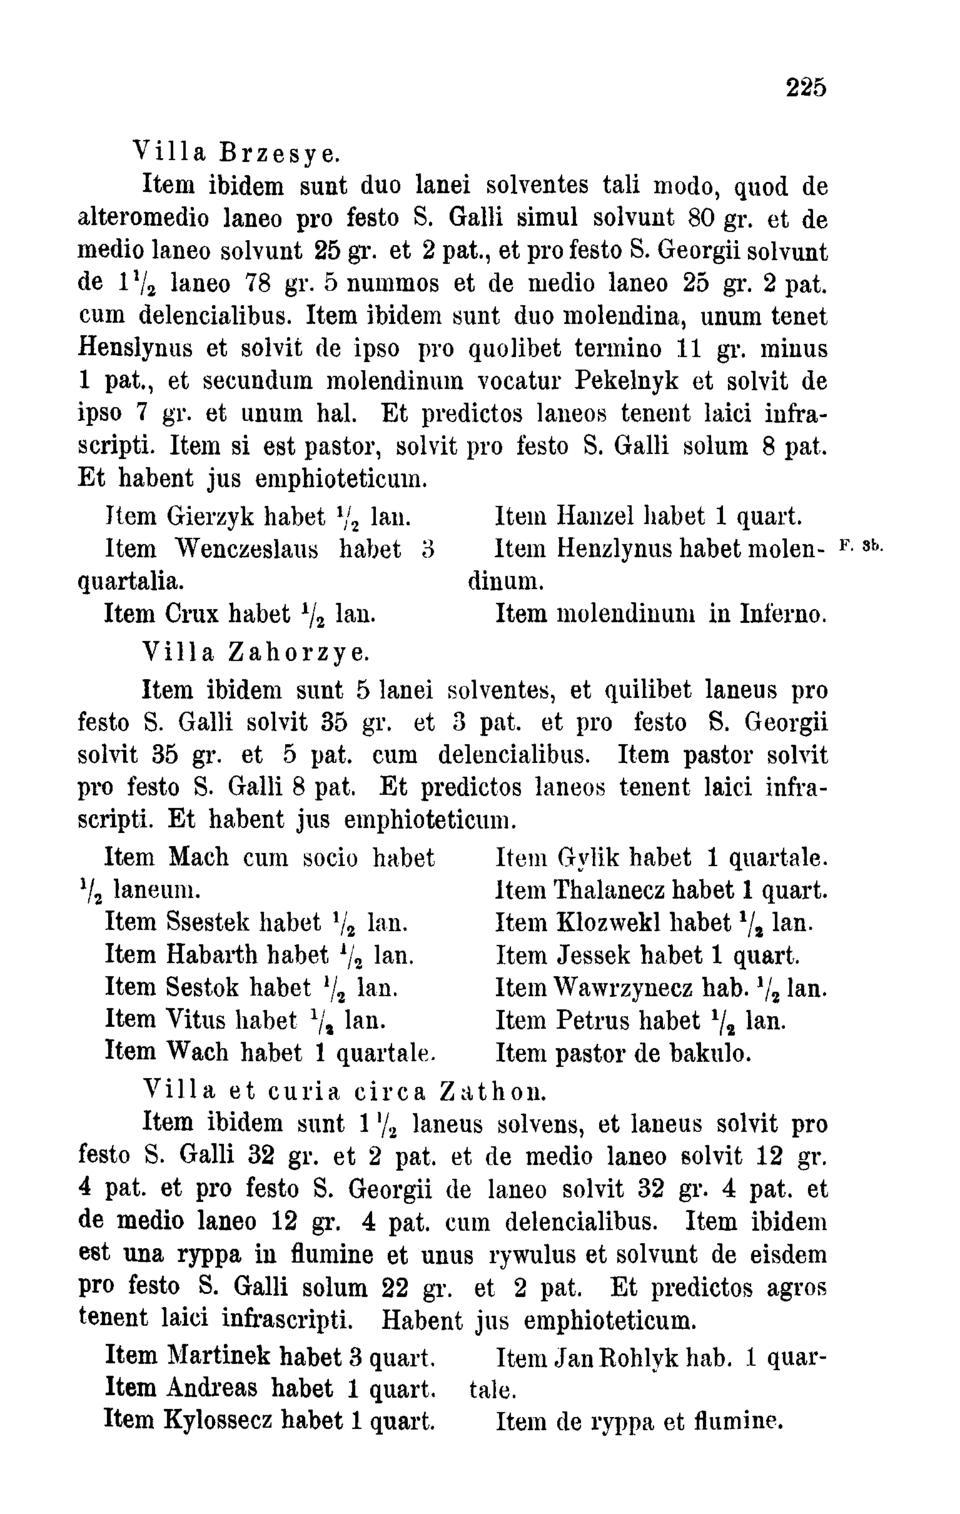 225
Villa Brzesye.
Item ibidem sunt duo lanei solventes tali modo, quod de
alteromedio laneo pro festo S. Galli simul solvunt 80 gr. et de
medio laneo solvunt 25 gr. et 2 pat., et pro festo S. Georgii solvunt
de 1 1/2 laneo 78 gr. 5 nummos et de medio laneo 25 gr. 2 pat.
cum delencialibus. Item ibidem sunt duo molendina, unum tenet
Henslynus et solvit de ipso pro quolibet termino 11 gr. minus
1 pat., et secundum molendinum vocatur Pekelnyk et solvit de
ipso 7 gr. et unum hal. Et predictos laneos tenent laici infra-
scripti. Item si est pastor, solvit pro festo S. Galli solum 8 pat.
Et habent jus emphioteticum.
Item Gierzyk habet 1/2 lan.
Item Wenczeslaus habet 3
quartalia.
Item Crux habet 1/2 lan.
Item Hanzel habet 1 quart.
Item Henzlynus habet molen- F. 3b.
dinum.
Item molendinum in Inferno.
Villa Zahorzye.
Item ibidem sunt 5 lanei solventes, et quilibet laneus pro
festo S. Galli solvit 35 gr. et 3 pat. et pro festo S. Georgii
solvit 35 gr. et 5 pat. cum delencialibus. Item pastor solvit
pro festo S. Galli 8 pat. Et predictos laneos tenent laici infra-
scripti. Et habent jus emphioteticum.
Item Mach cum socio habet
1/2 laneum.
Item Ssestek habet 1/2 lan.
Item Habarth habet 1/2 lan.
Item Sestok habet 1/2 lan.
Item Vitus habet 1/2 lan.
Item Wach habet 1 quartale.
Item Gylik habet 1 quartale.
Item Thalanecz habet 1 quart.
Item Klozwekl habet 1/2 lan.
Item Jessek habet 1 quart.
Item Wawrzynecz hab. 1/2 lan.
Item Petrus habet 1/2 lan.
Item pastor de bakulo.
Villa et curia circa Zathon.
Item ibidem sunt 1 1/2 laneus solvens, et laneus solvit pro
festo S. Galli 32 gr. et 2 pat. et de medio laneo solvit 12 gr.
4 pat. et pro festo S. Georgii de laneo solvit 32 gr. 4 pat. et
de medio laneo 12 gr. 4 pat. cum delencialibus. Item ibidem
est una ryppa in flumine et unus rywulus et solvunt de eisdem
pro festo S. Galli solum 22 gr. et 2 pat. Et predictos agros
tenent laici infrascripti. Habent jus emphioteticum.
Item Martinek habet 3 quart.
Item Andreas habet 1 quart.
Item Kylossecz habet 1 quart.
Item Jan Rohlyk hab. 1 quar-
tale.
Item de ryppa et flumine.